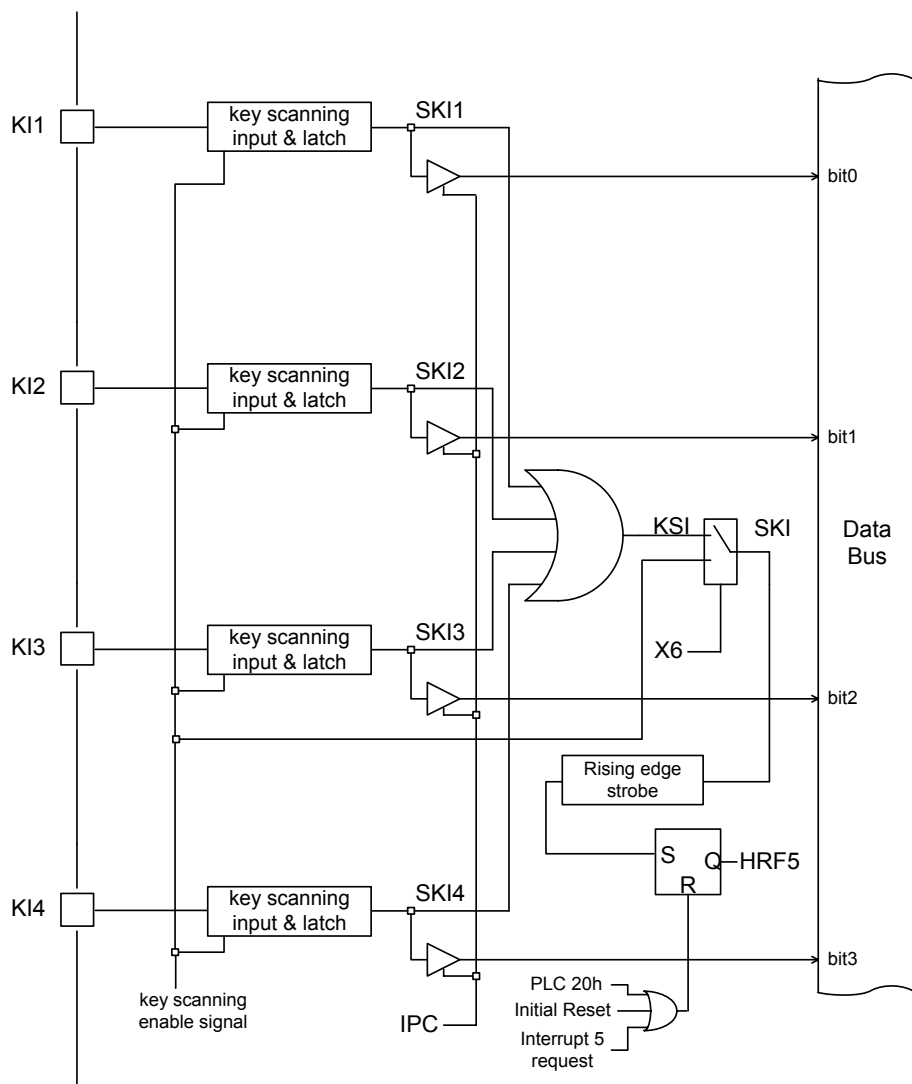 KI1
key scanning
input & latch
SKI1
bit0
KI2
key scanning
input & latch
SKI2
bit1
KSI
SKI
Data
Bus
X6
KI3
key scanning
input & latch
SKI3
bit2
Rising edge
strobe
S
Q
R
HRF5
KI4
key scanning
input & latch
SKI4
bit3
key scanning
enable signal
IPC
PLC 20h
Initial Reset
Interrupt 5
request